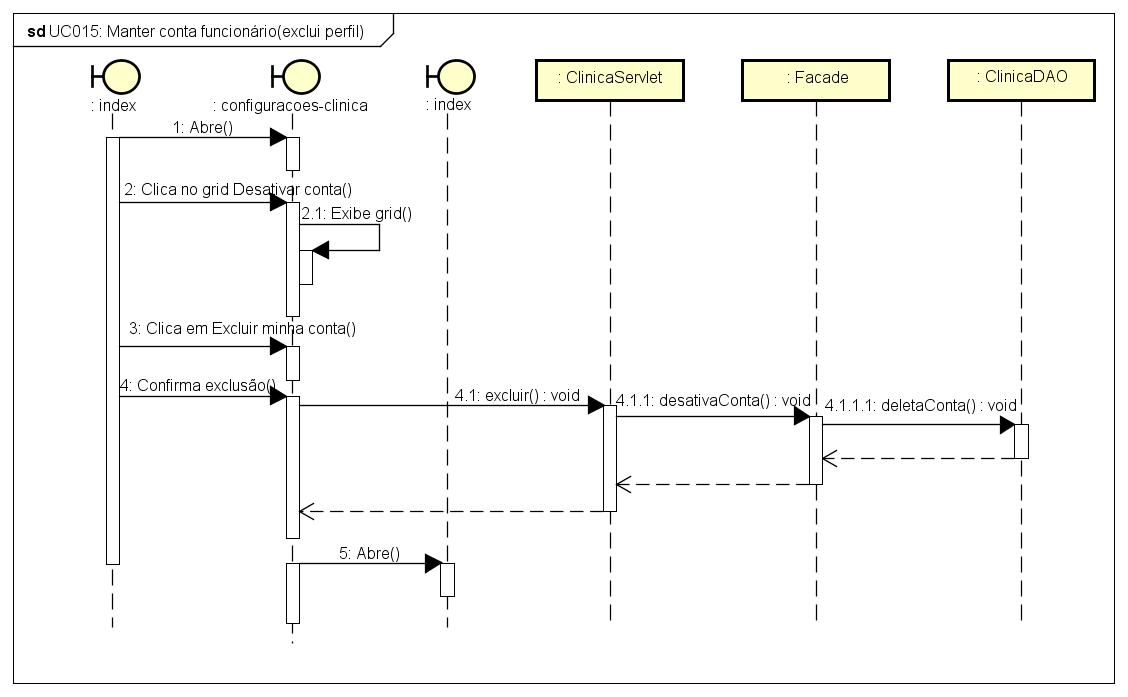 sd UC015: Manter conta funcionário(exclui perfil)
: index
: configuracoes-clinica
: index
: ClinicaServlet
: Facade
: ClinicaDAO
1: Abre()
2: Clica no grid Desativar conta()
2.1: Exibe grid()
3: Clica em Excluir minha conta()
4: Confirma exclusão()
4.1: excluir() : void
4.1.1: desativaConta() : void
4.1.1.1: deletaConta() : void
5: Abre()